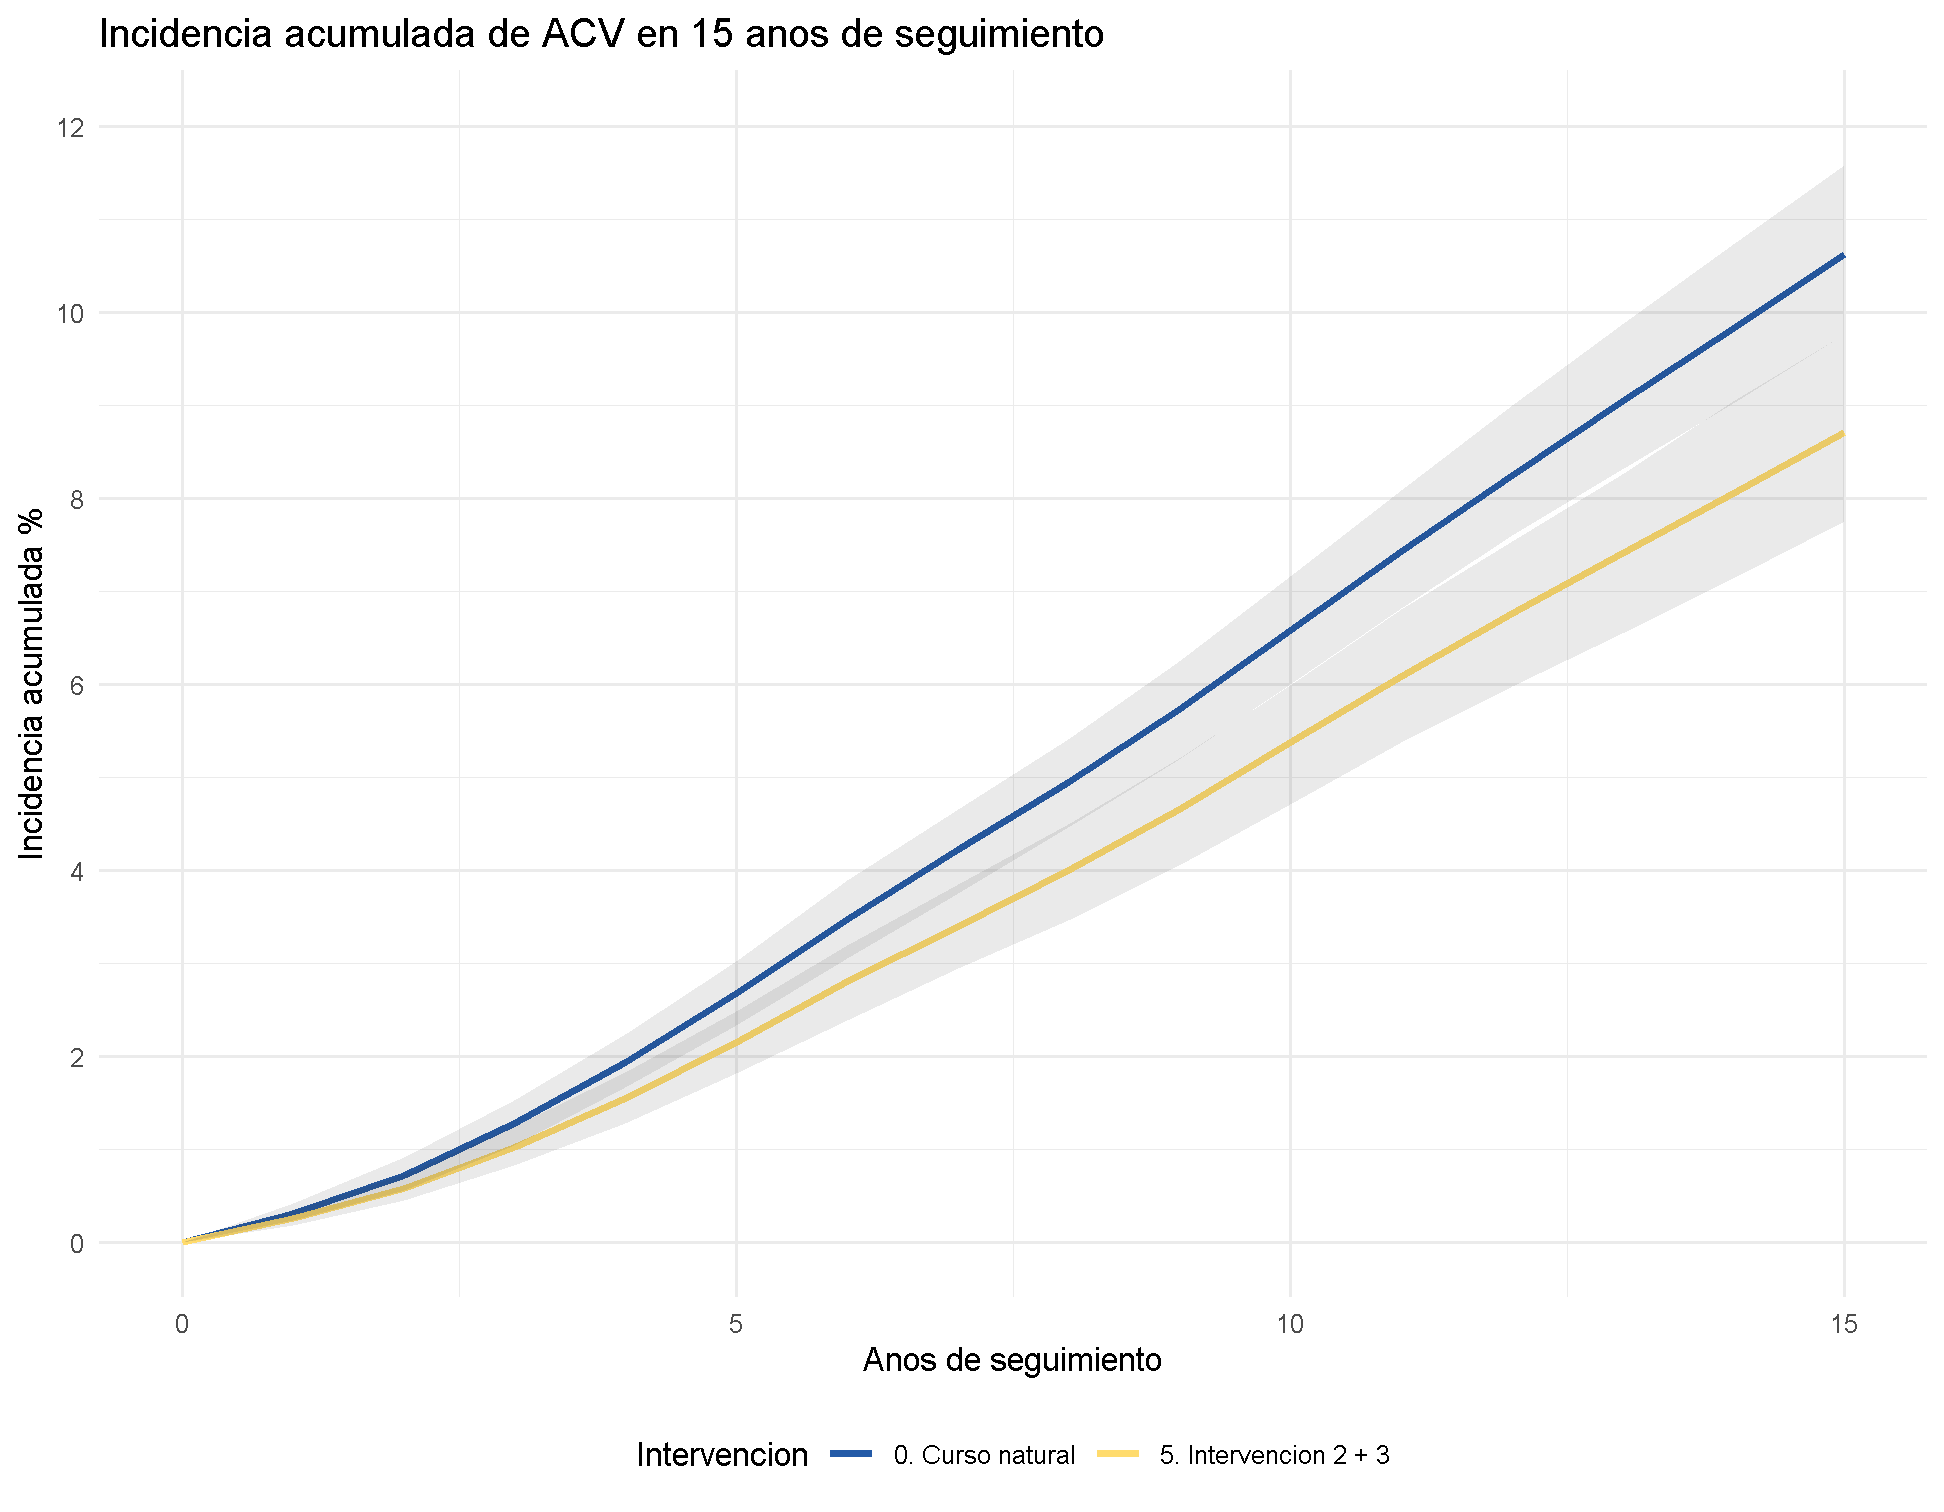 Incidencia acumulada de ACV en 15 anos de seguimiento
12
10
8
6
4
2
0
Incidencia acumulada %
0 5 10 15
Anos de seguimiento
Intervencion 0. Curso natural 5. Intervencion 2 + 3